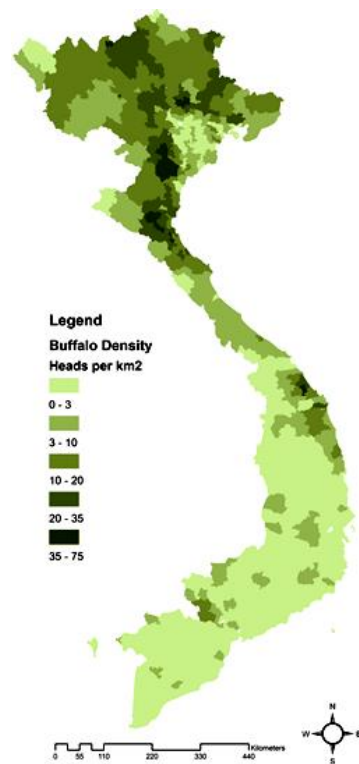 Legend
Buffalo Density
Heads per km2
0 - 3
3 - 10
10 - 20
20 - 35
35 - 75
Kilometers
0 55 110 220 330 440
N
W E
S